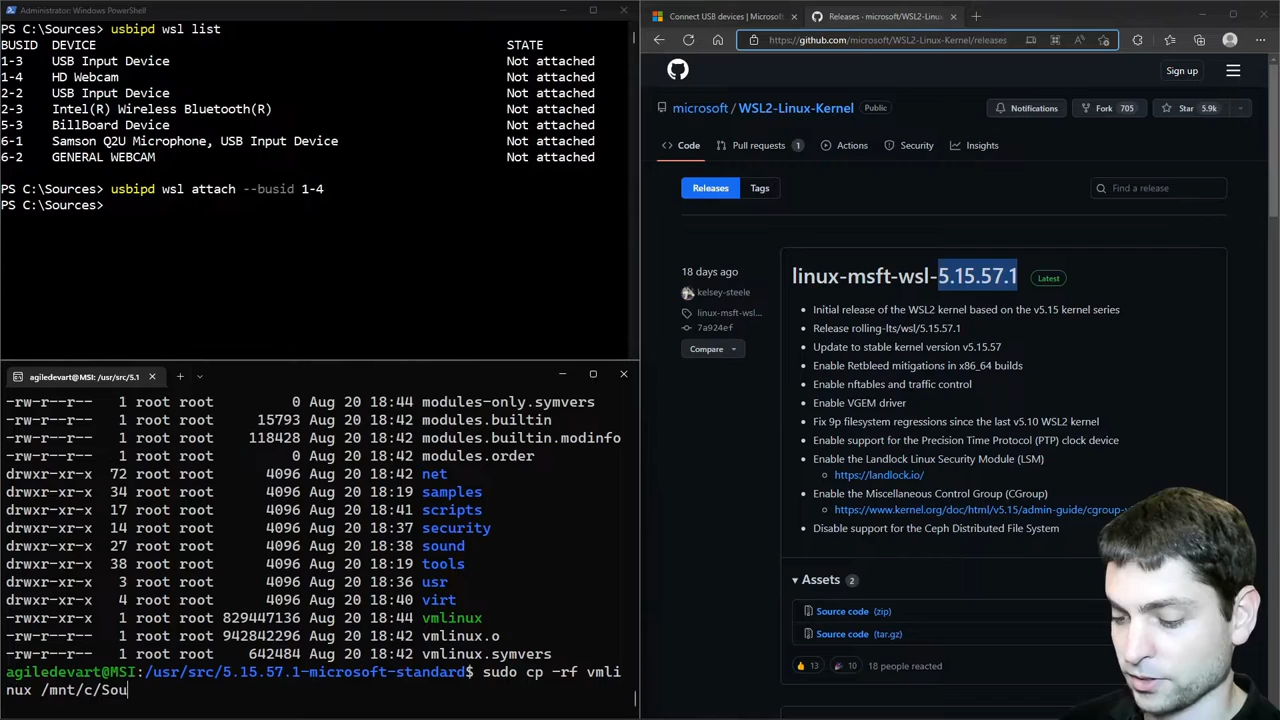 Administrator: Windows PowerShell
PS C:\Sources> usbipd wsl list
BUSID DEVICE STATE
1-3 USB Input Device Not attached
1-4 HD Webcam Not attached
2-2 USB Input Device Not attached
2-3 Intel(R) Wireless Bluetooth(R) Not attached
5-3 BillBoard Device Not attached
6-1 Samson Q2U Microphone, USB Input Device Not attached
6-2 GENERAL WEBCAM Not attached
PS C:\Sources> usbipd wsl attach --busid 1-4
PS C:\Sources>
agiledevart@MSI: /usr/src/5.1
-rw-r--r-- 1 root root 0 Aug 20 18:44 modules-only.symvers
-rw-r--r-- 1 root root 15793 Aug 20 18:42 modules.builtin
-rw-r--r-- 1 root root 118428 Aug 20 18:42 modules.builtin.modinfo
-rw-r--r-- 1 root root 0 Aug 20 18:42 modules.order
drwxr-xr-x 72 root root 4096 Aug 20 18:42 net
drwxr-xr-x 34 root root 4096 Aug 20 18:19 samples
drwxr-xr-x 17 root root 4096 Aug 20 18:41 scripts
drwxr-xr-x 14 root root 4096 Aug 20 18:37 security
drwxr-xr-x 27 root root 4096 Aug 20 18:38 sound
drwxr-xr-x 38 root root 4096 Aug 20 18:19 tools
drwxr-xr-x 3 root root 4096 Aug 20 18:36 usr
drwxr-xr-x 4 root root 4096 Aug 20 18:40 virt
-rwxr-xr-x 1 root root 829447136 Aug 20 18:44 vmlinux
-rw-r--r-- 1 root root 942842296 Aug 20 18:42 vmlinux.o
-rw-r--r-- 1 root root 642484 Aug 20 18:44 vmlinux.symvers
agiledevart@MSI:/usr/src/5.15.57.1-microsoft-standard$ sudo cp -rf vmli
nux /mnt/c/Sou
Connect USB devices | Microsoft
Releases · microsoft/WSL2-Linux-
https://github.com/microsoft/WSL2-Linux-Kernel/releases
Sign up
microsoft / WSL2-Linux-Kernel Public
Notifications Fork 705 Star 5.9k
Code Pull requests 1 Actions Security Insights
Releases Tags
Find a release
18 days ago
kelsey-steele
linux-msft-wsl...
7a924ef
Compare
linux-msft-wsl-5.15.57.1 Latest
Initial release of the WSL2 kernel based on the v5.15 kernel series
Release rolling-lts/wsl/5.15.57.1
Update to stable kernel version v5.15.57
Enable Retbleed mitigations in x86_64 builds
Enable nftables and traffic control
Enable VGEM driver
Fix 9p filesystem regressions since the last v5.10 WSL2 kernel
Enable support for the Precision Time Protocol (PTP) clock device
Enable the Landlock Linux Security Module (LSM)
https://landlock.io/
Enable the Miscellaneous Control Group (CGroup)
https://www.kernel.org/doc/html/v5.15/admin-guide/cgroup-v
Disable support for the Ceph Distributed File System
Assets 2
Source code (zip)
Source code (tar.gz)
13 10 18 people reacted